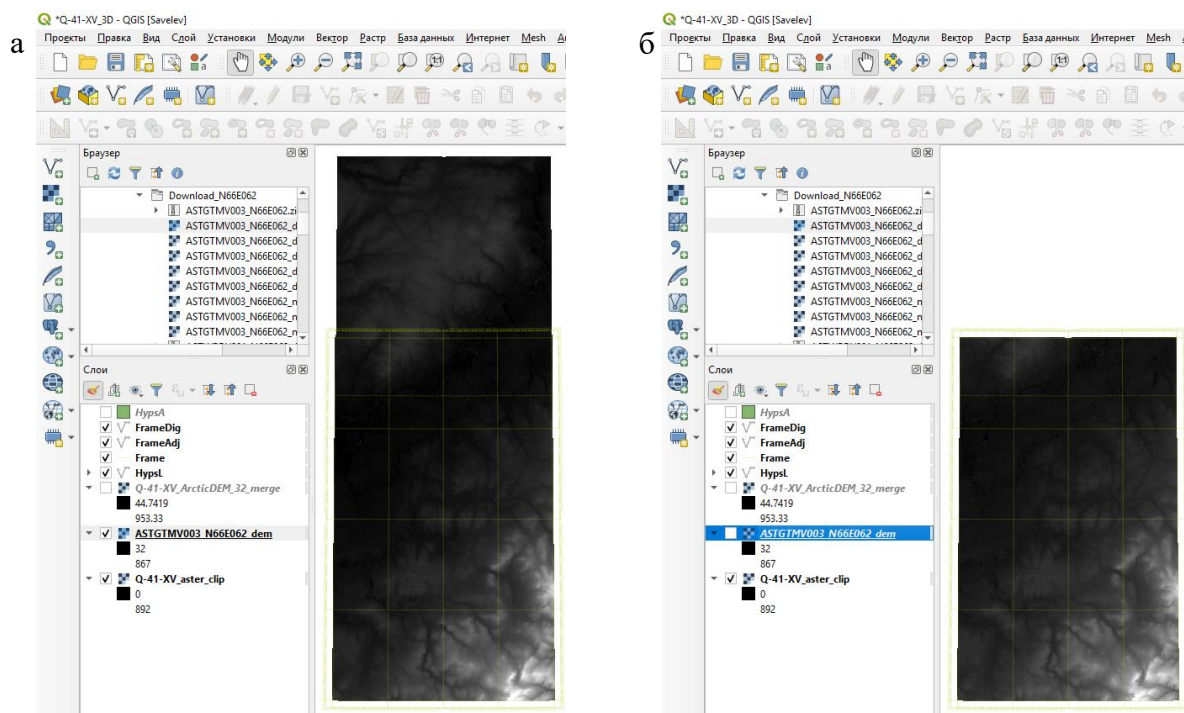 а
*Q-41-XV_3D - QGIS [Savelev]
Проекты Правка Вид Слой Установки Модули Вектор Растр База данных Интернет Mesh
Браузер
Download_N66E062
ASTGTMV003_N66E062.zi
ASTGTMV003_N66E062_d
ASTGTMV003_N66E062_d
ASTGTMV003_N66E062_d
ASTGTMV003_N66E062_d
ASTGTMV003_N66E062_d
ASTGTMV003_N66E062_n
ASTGTMV003_N66E062_n
ASTGTMV003_N66E062_n
Слои
HypsA
FrameDig
FrameAdj
Frame
HypsL
Q-41-XV_ArcticDEM_32_merge
44.7419
953.33
ASTGTMV003_N66E062_dem
32
867
Q-41-XV_aster_clip
0
892
б
*Q-41-XV_3D - QGIS [Savelev]
Проекты Правка Вид Слой Установки Модули Вектор Растр База данных Интернет Mesh
Браузер
Download_N66E062
ASTGTMV003_N66E062.zi
ASTGTMV003_N66E062_d
ASTGTMV003_N66E062_d
ASTGTMV003_N66E062_d
ASTGTMV003_N66E062_d
ASTGTMV003_N66E062_d
ASTGTMV003_N66E062_n
ASTGTMV003_N66E062_n
ASTGTMV003_N66E062_n
Слои
HypsA
FrameDig
FrameAdj
Frame
HypsL
Q-41-XV_ArcticDEM_32_merge
44.7419
953.33
ASTGTMV003_N66E062_dem
32
867
Q-41-XV_aster_clip
0
892